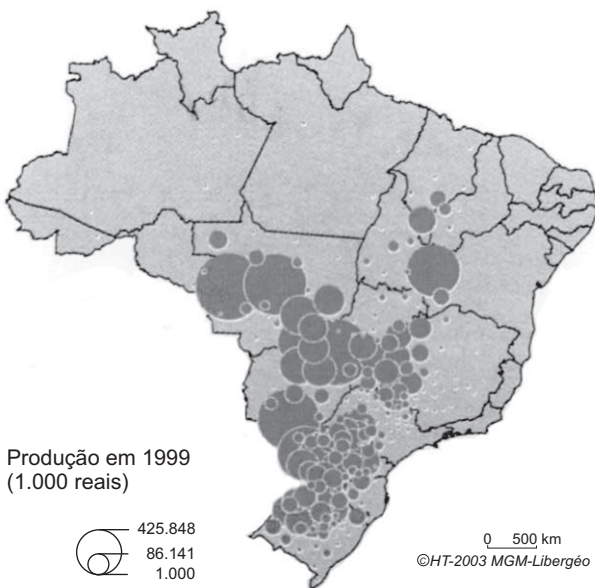 Produção em 1999
(1.000 reais)
425.848
86.141
1.000
0 500 km
©HT-2003 MGM-Libergéo